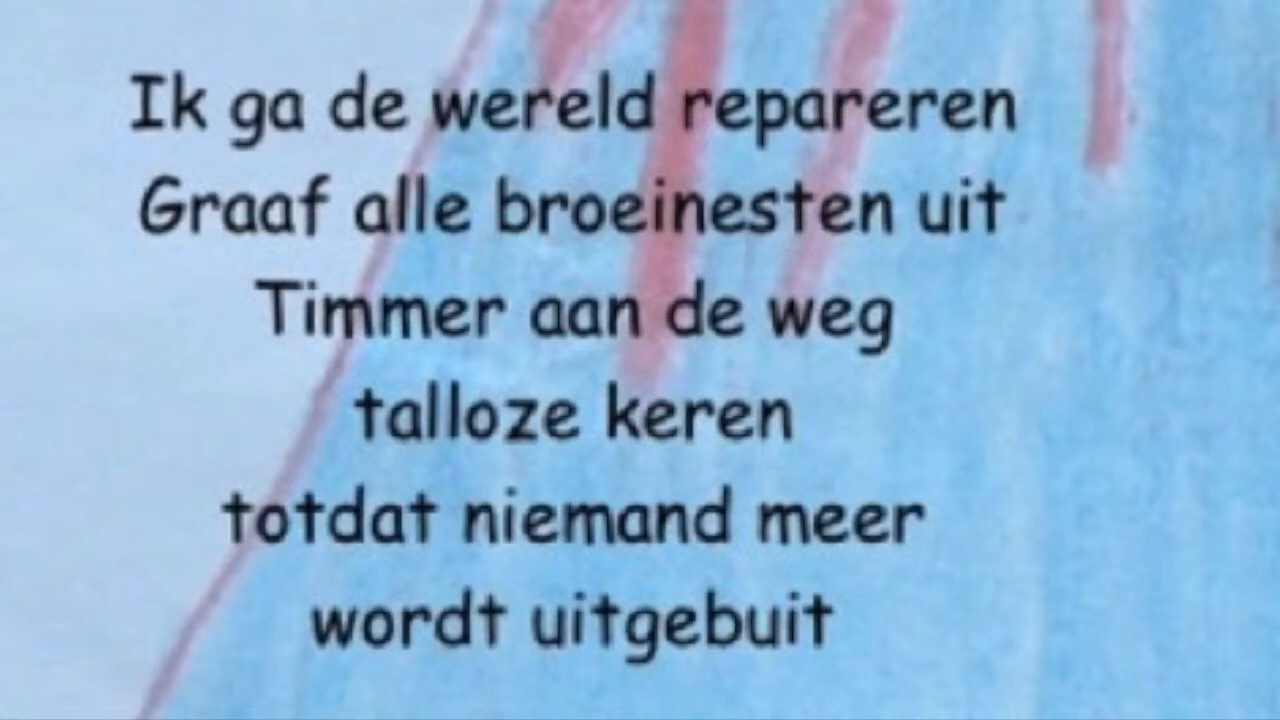 Ik ga de wereld repareren
Graaf alle broeinesten uit
Timmer aan de weg
talloze keren
totdat niemand meer
wordt uitgebuit